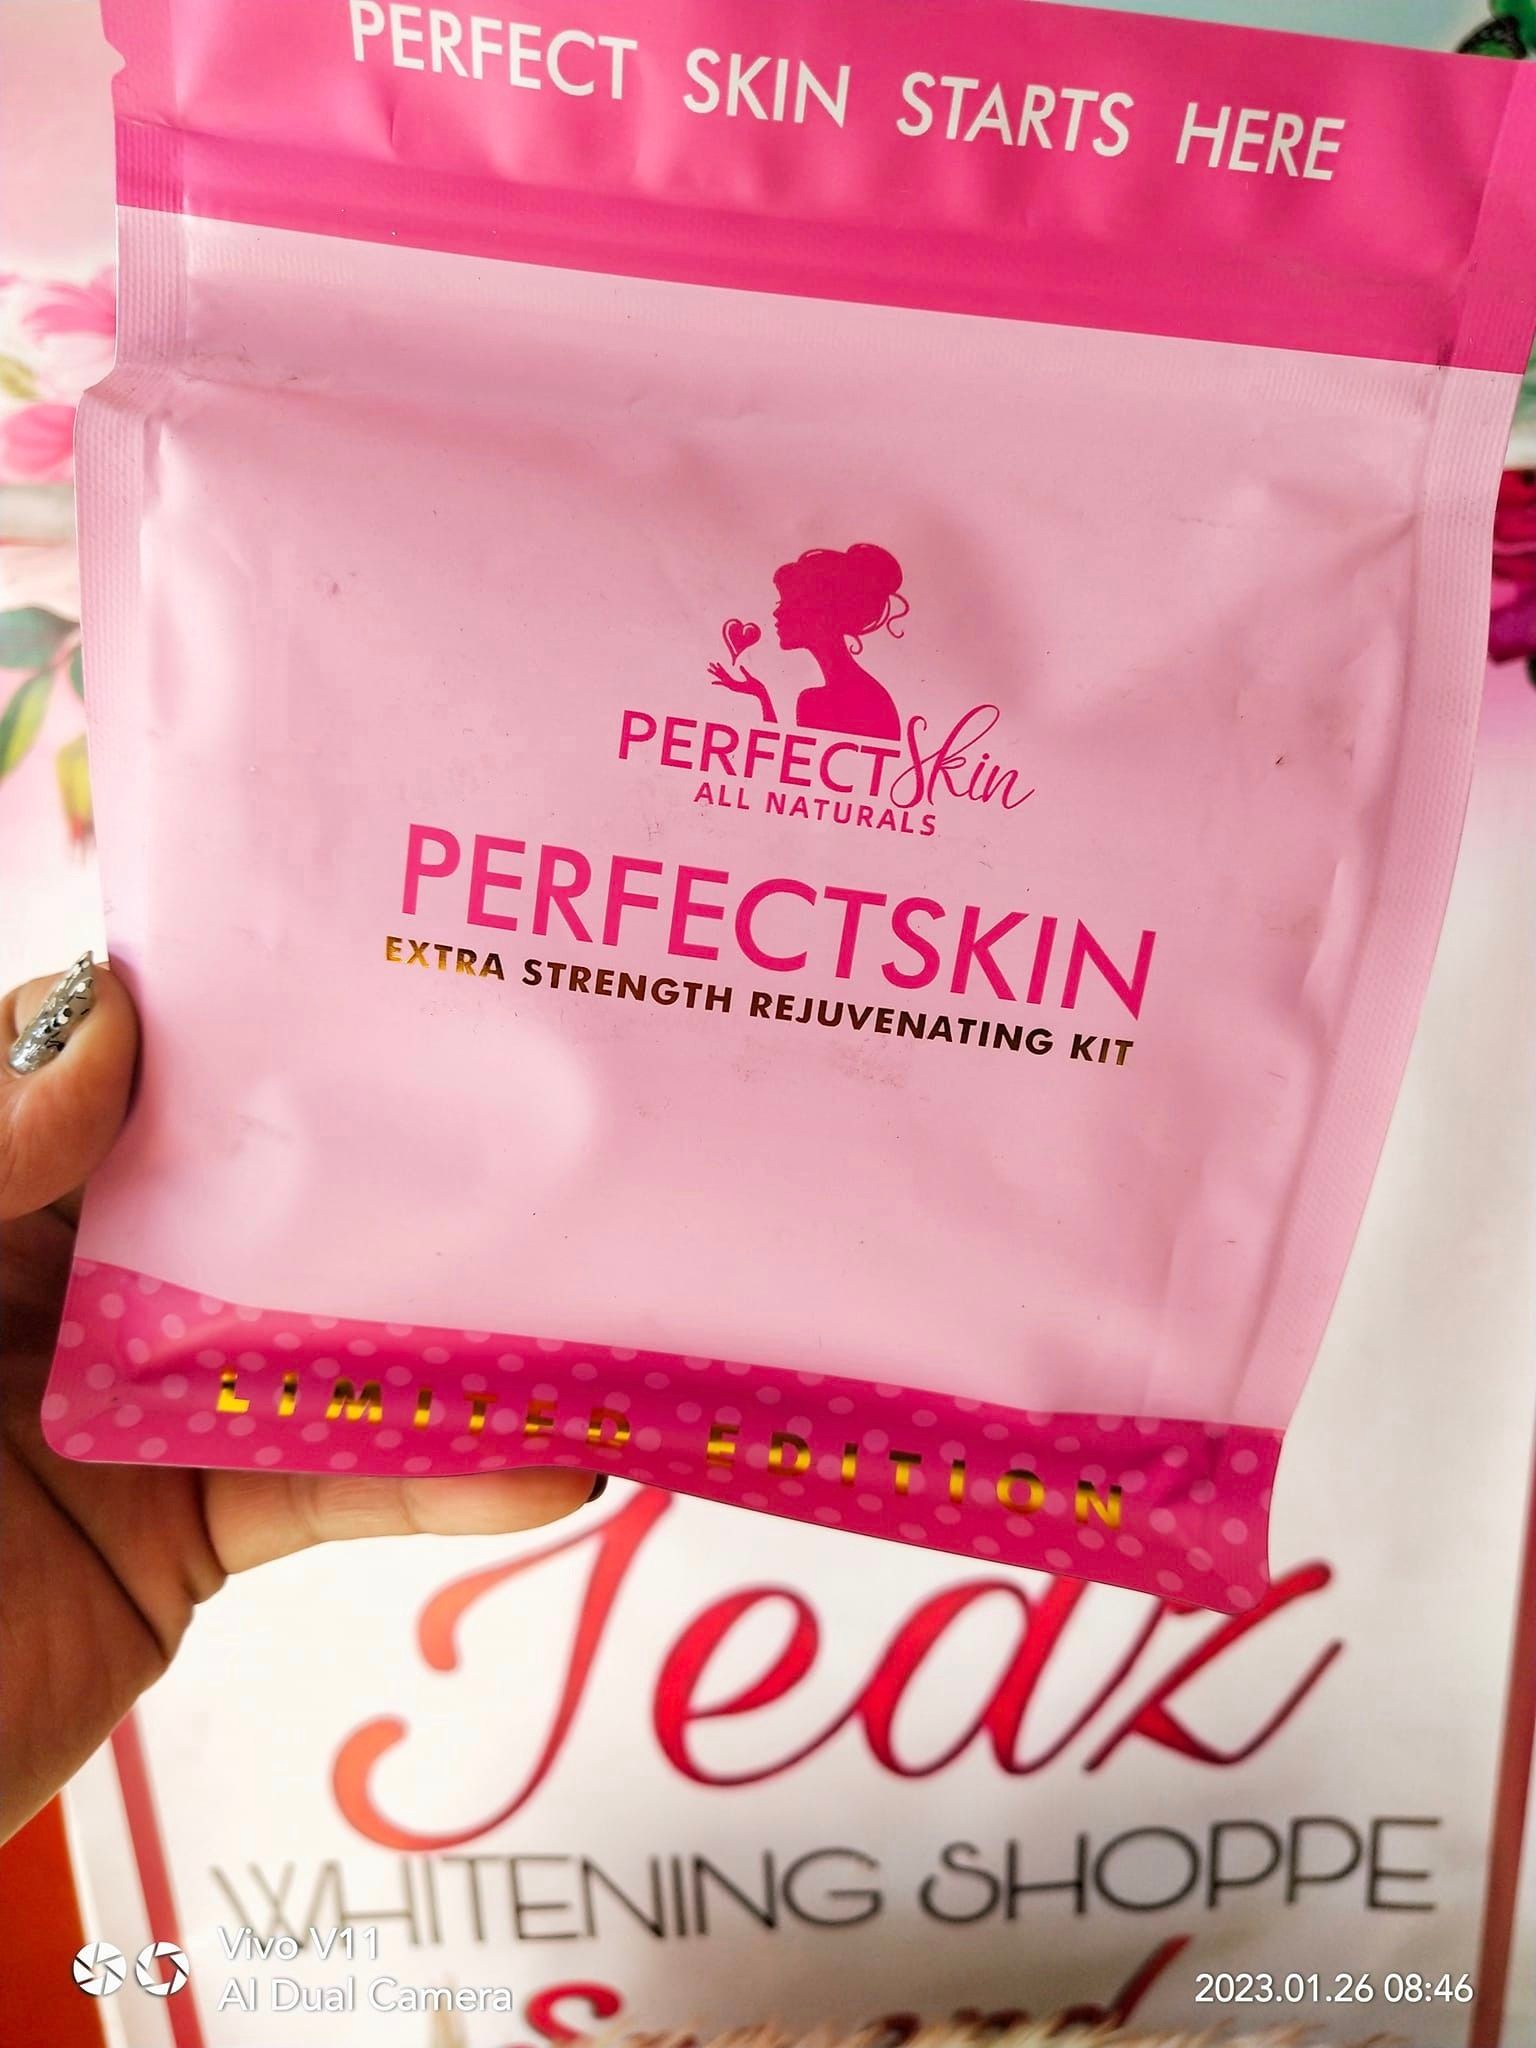 PERFECT SKIN STARTS HERE
PERFECT Skin
ALL NATURALS
PERFECTSKIN
EXTRA STRENGTH REJUVENATING KIT
LIMITED EDITION
Jedz
WHITENING SHOPPE
Vivo V11
AI Dual Camera
2023.01.26 08:46